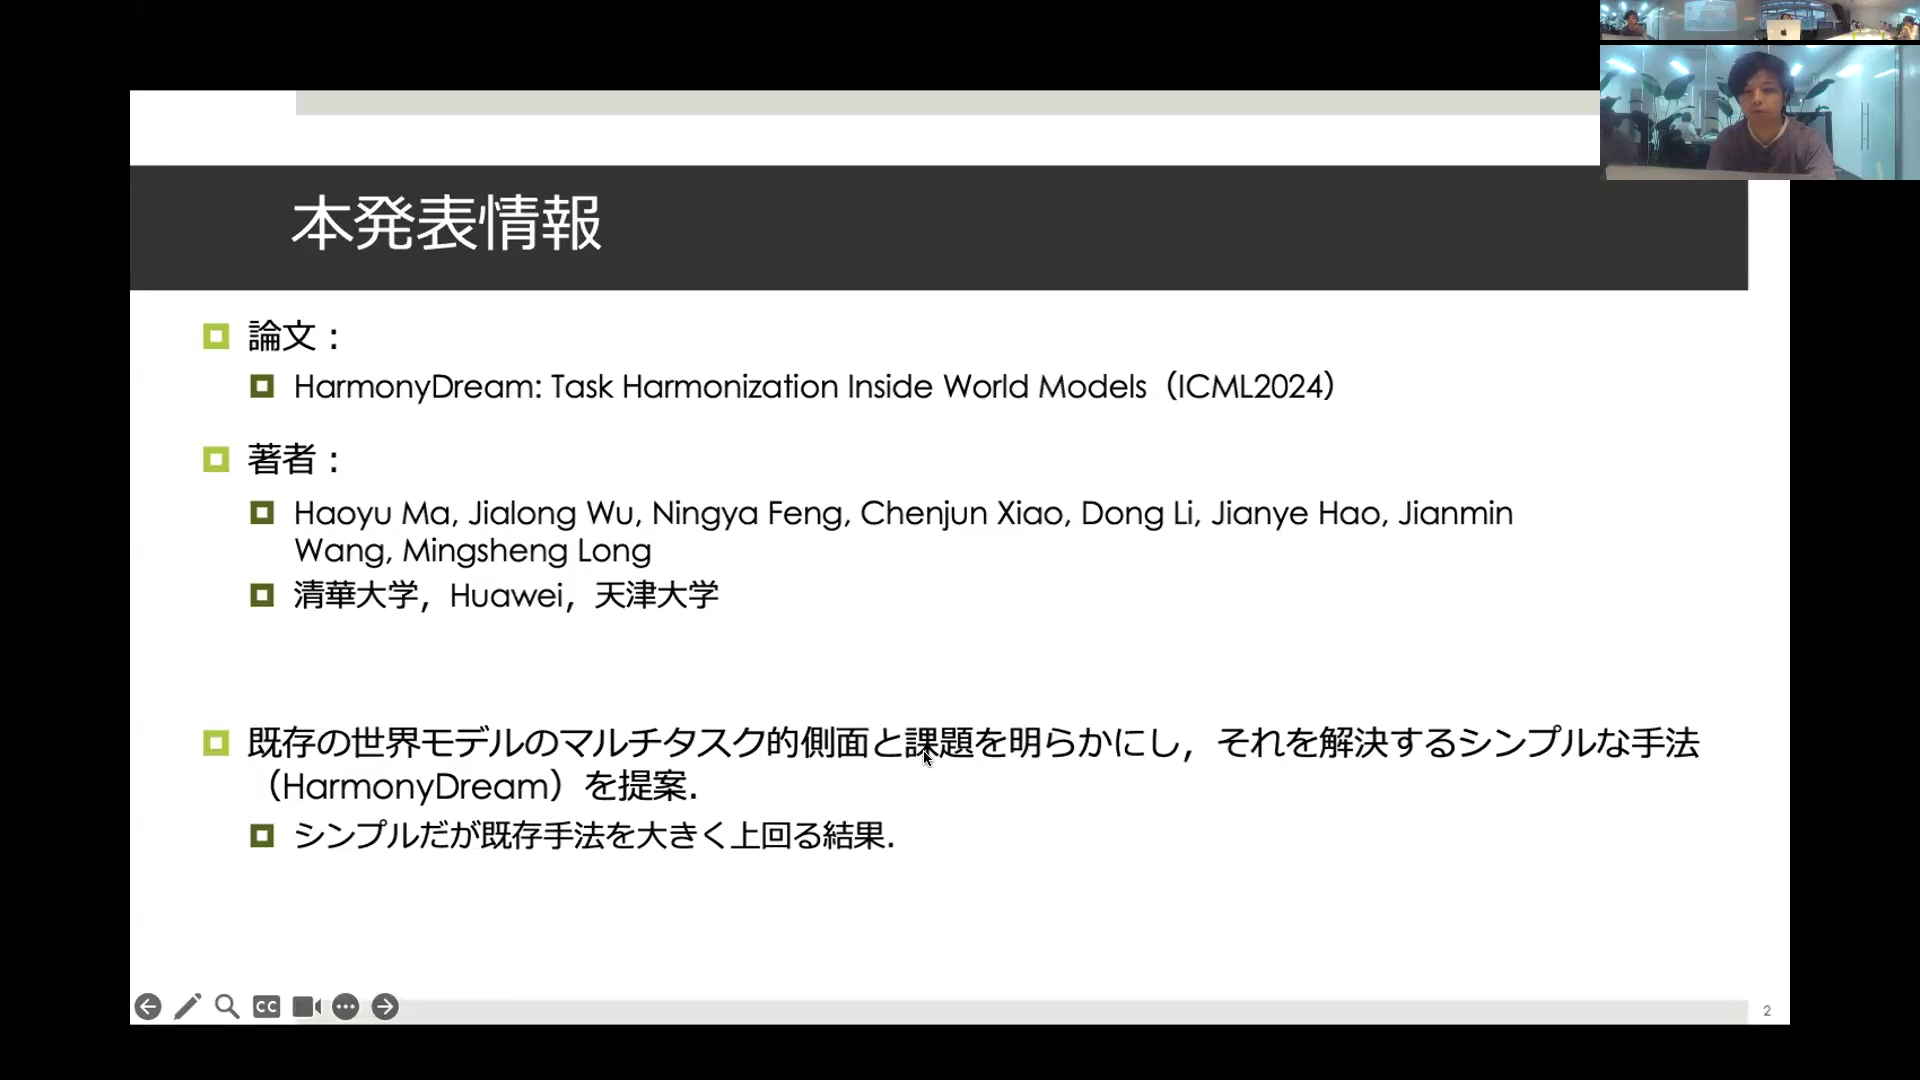 本発表情報
論文：
HarmonyDream: Task Harmonization Inside World Models（ICML2024）
著者：
Haoyu Ma, Jialong Wu, Ningya Feng, Chenjun Xiao, Dong Li, Jianye Hao, Jianmin
Wang, Mingsheng Long
清華大学，Huawei，天津大学
既存の世界モデルのマルチタスク的側面と課題を明らかにし，それを解決するシンプルな手法
（HarmonyDream）を提案．
シンプルだが既存手法を大きく上回る結果．
CC
2